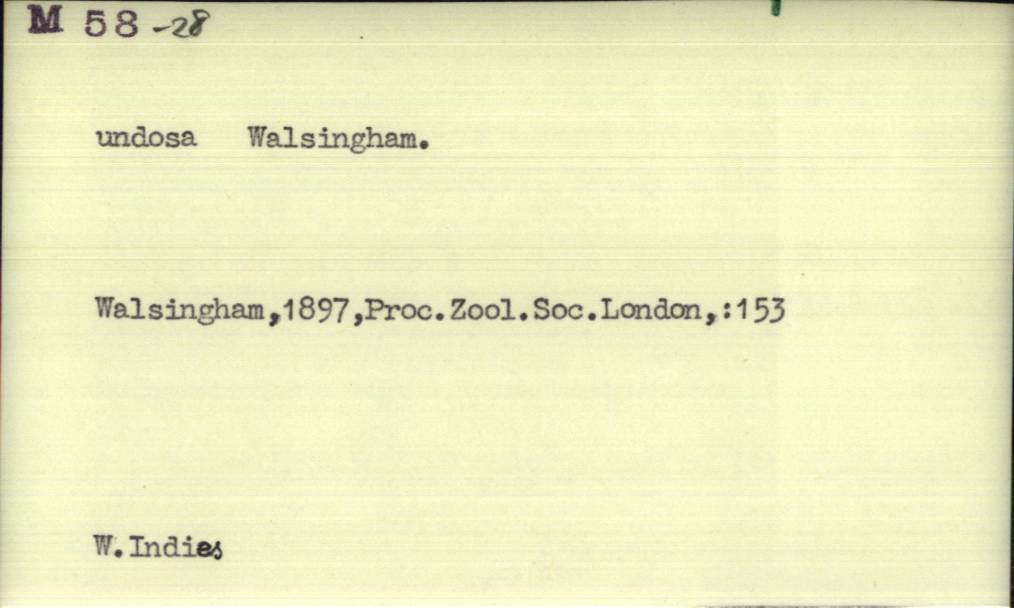 M 58 -28
undosa Walsingham.
Walsingham,1897,Proc.Zool.Soc.London,:153
W.Indies